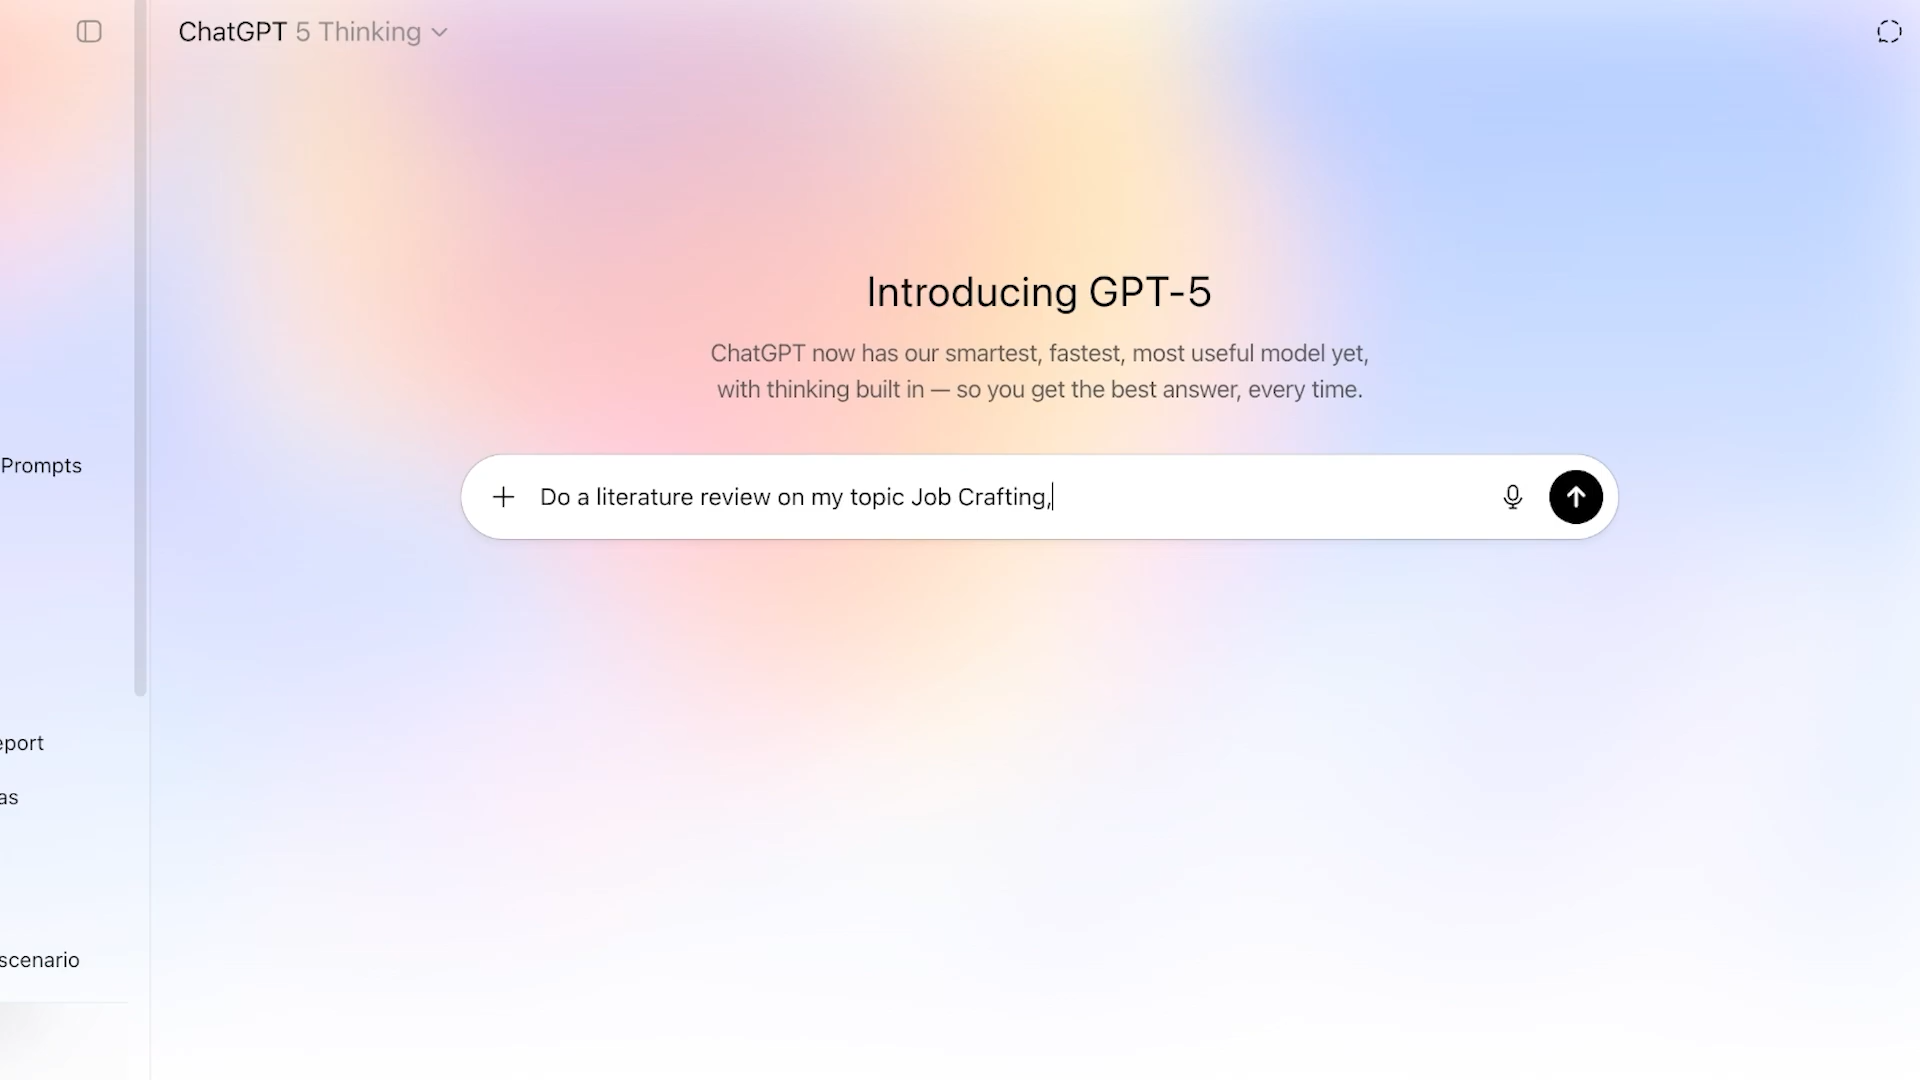 ChatGPT 5 Thinking
Introducing GPT-5
ChatGPT now has our smartest, fastest, most useful model yet,
with thinking built in — so you get the best answer, every time.
Do a literature review on my topic Job Crafting,
Prompts
eport
as
scenario